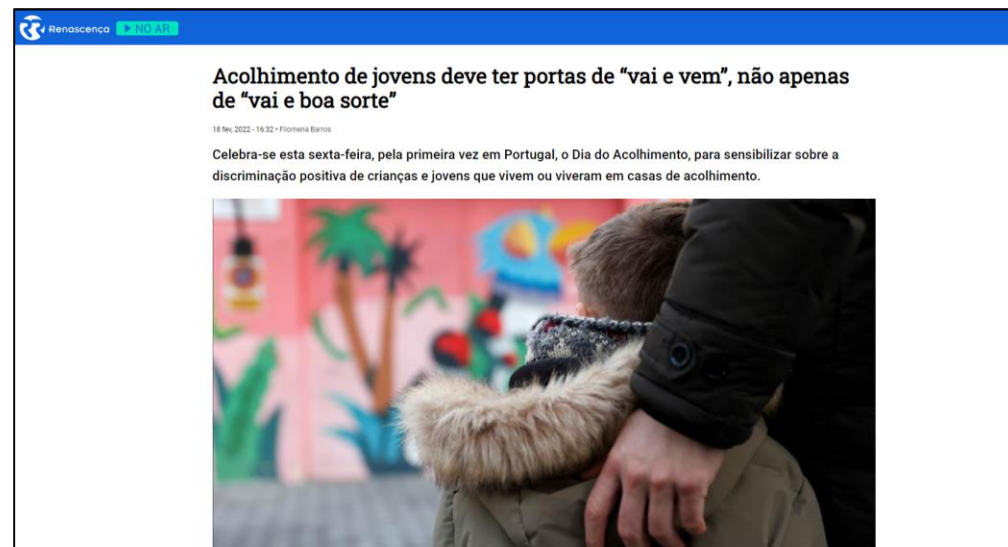 Renascença NO AR
Acolhimento de jovens deve ter portas de “vai e vem”, não apenas
de “vai e boa sorte”
18 fev, 2022 - 16:32 • Filomena Barros
Celebra-se esta sexta-feira, pela primeira vez em Portugal, o Dia do Acolhimento, para sensibilizar sobre a
discriminação positiva de crianças e jovens que vivem ou viveram em casas de acolhimento.